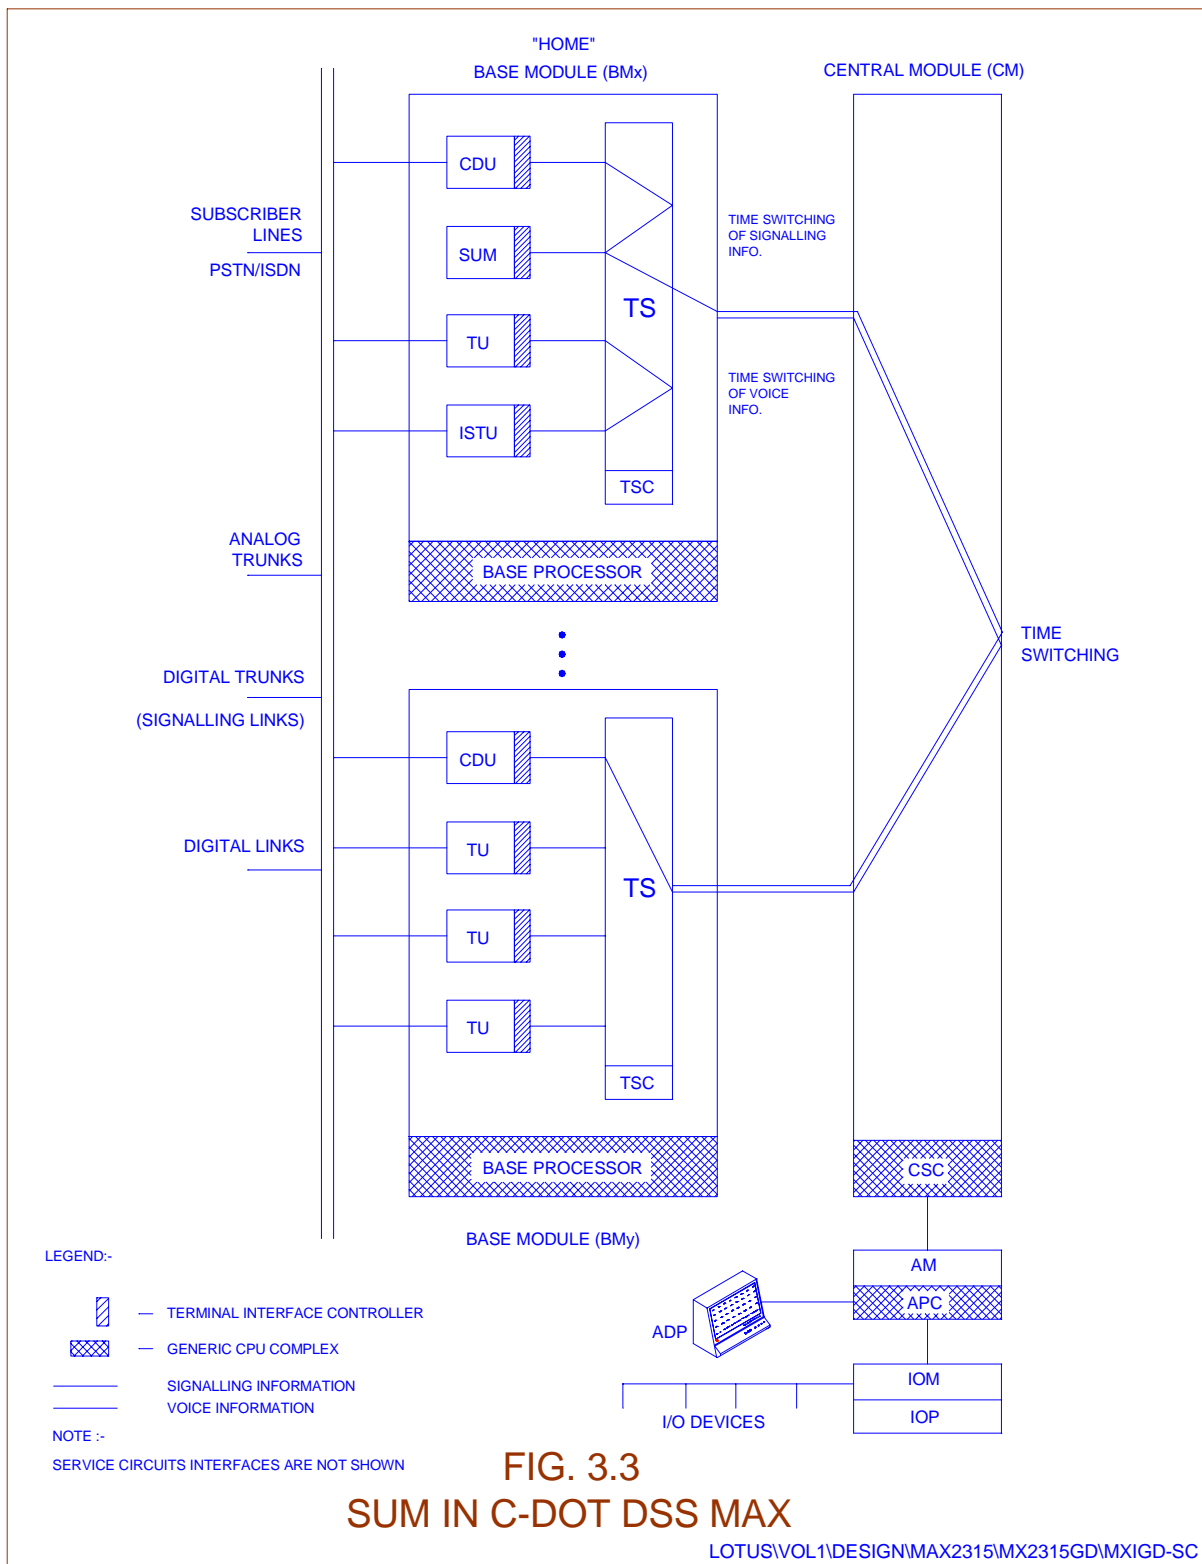 "HOME"
BASE MODULE (BMx)
CENTRAL MODULE (CM)
CDU
SUBSCRIBER
LINES
PSTN/ISDN
SUM
TIME SWITCHING
OF SIGNALLING
INFO.
TS
TU
TIME SWITCHING
OF VOICE
INFO.
ISTU
TSC
ANALOG
TRUNKS
BASE PROCESSOR
TIME
SWITCHING
DIGITAL TRUNKS
(SIGNALLING LINKS)
CDU
DIGITAL LINKS
TU
TS
TU
TU
TSC
BASE PROCESSOR
CSC
BASE MODULE (BMy)
LEGEND:-
AM
APC
ADP
TERMINAL INTERFACE CONTROLLER
GENERIC CPU COMPLEX
IOM
IOP
I/O DEVICES
SIGNALLING INFORMATION
VOICE INFORMATION
NOTE :-
SERVICE CIRCUITS INTERFACES ARE NOT SHOWN
FIG. 3.3
SUM IN C-DOT DSS MAX
LOTUS\VOL1\DESIGN\MAX2315\MX2315GD\MXIGD-SC